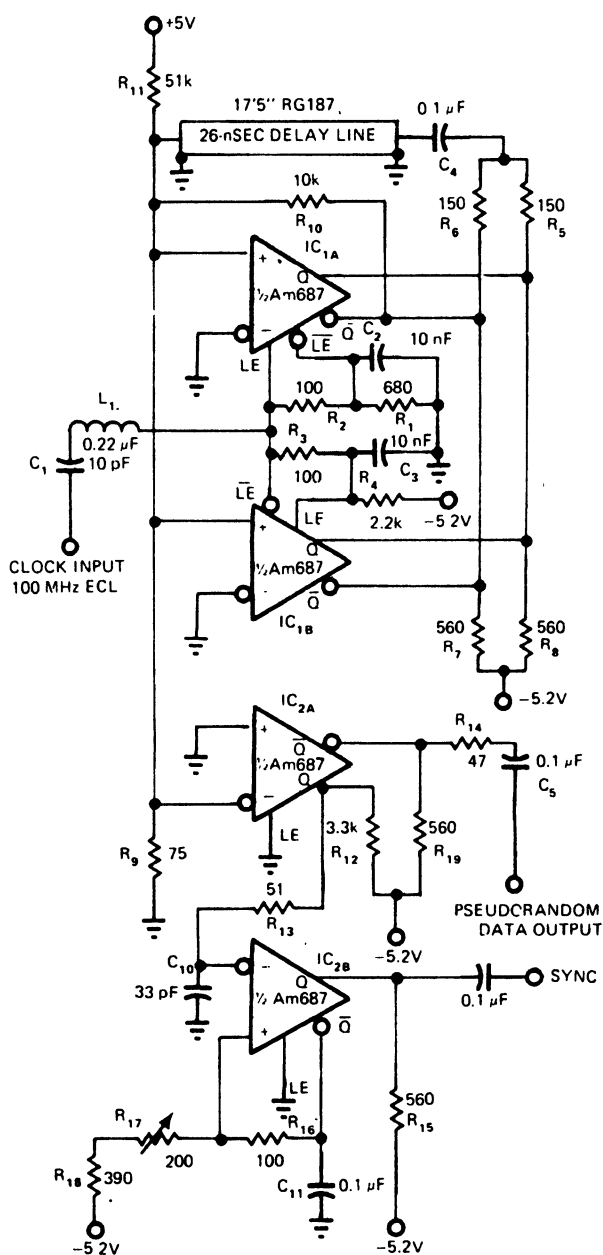 +5V
R11 51k
17'5" RG187
26-nSEC DELAY LINE
0 1 µF
C4
10k
R10
150
R6
150
R5
IC1A
+
Q
½Am687
−
Q̄
LE
L̅E̅
C2
10 nF
100
R2
680
R1
L1.
0.22 µF
C1
10 pF
R3
100
10 nF
C3
R4
2.2k
−5 2V
L̅E̅
LE
CLOCK INPUT
100 MHz ECL
+
Q
½Am687
-
Q̄
IC1B
560
R7
560
R8
−5.2V
IC2A
+
Q̄
½Am687
Q
−
LE
R14
47
0.1 µF
C5
3.3k
R12
560
R19
R9
75
51
R13
−5.2V
PSEUDORANDOM
DATA OUTPUT
C10
33 pF
IC2B
−
Q
½ Am687
+
Q̄
LE
0.1 µF
SYNC
560
R15
R17
200
R16
100
R18
390
C11
0.1 µF
−5 2V
−5.2V